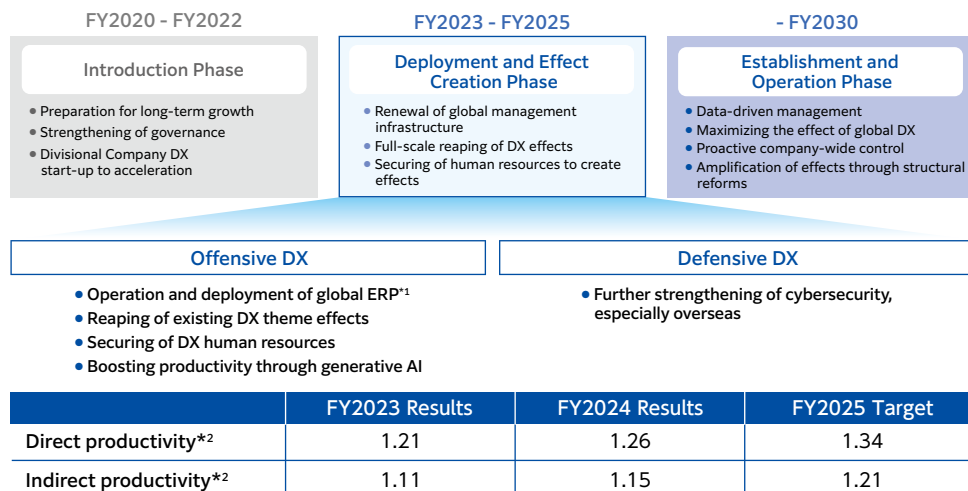 FY2020 - FY2022
FY2023 - FY2025
- FY2030
Introduction Phase
• Preparation for long-term growth
• Strengthening of governance
• Divisional Company DX
start-up to acceleration
Deployment and Effect
Creation Phase
• Renewal of global management
infrastructure
• Full-scale reaping of DX effects
• Securing of human resources to create
effects
Establishment and
Operation Phase
• Data-driven management
• Maximizing the effect of global DX
• Proactive company-wide control
• Amplification of effects through structural
reforms
Offensive DX
• Operation and deployment of global ERP*1
• Reaping of existing DX theme effects
• Securing of DX human resources
• Boosting productivity through generative AI
Defensive DX
• Further strengthening of cybersecurity,
especially overseas
FY2023 Results FY2024 Results FY2025 Target
Direct productivity*2 1.21 1.26 1.34
Indirect productivity*2 1.11 1.15 1.21